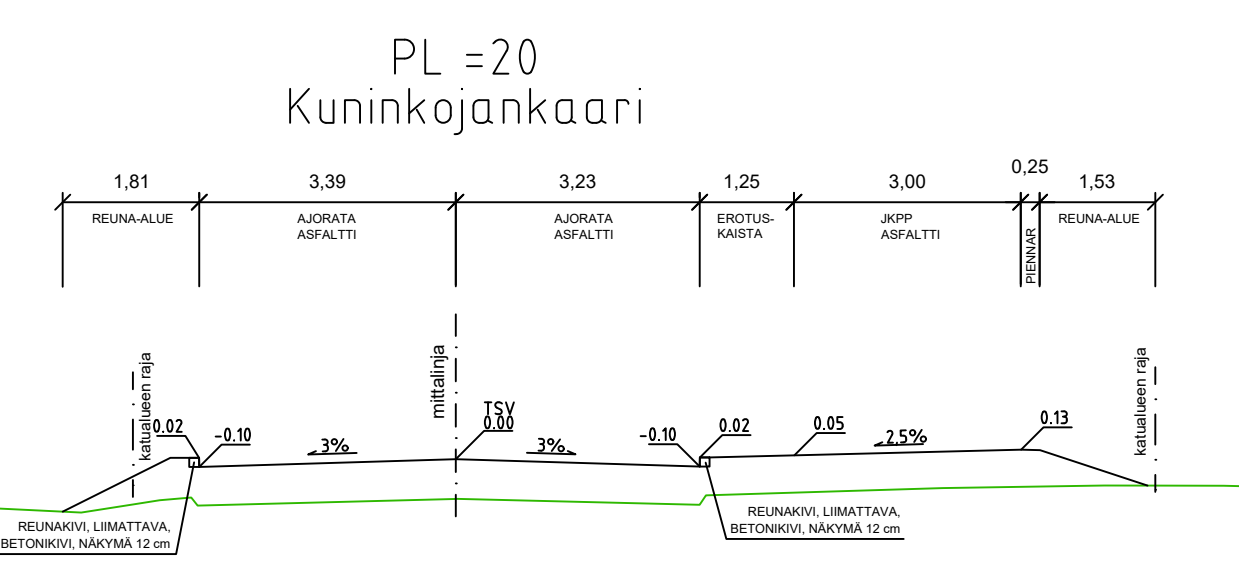 PL =20
Kuninkojankaari
1,81
3,39
3,23
1,25
3,00
0,25
1,53
REUNA-ALUE
AJORATA
ASFALTTI
AJORATA
ASFALTTI
EROTUS-
KAISTA
JKPP
ASFALTTI
PIENNAR
REUNA-ALUE
katualueen raja
mittalinja
katualueen raja
0.02
-0.10
3%
TSV
0.00
3%
-0.10
0.02
0.05
2.5%
0.13
REUNAKIVI, LIIMATTAVA,
BETONIKIVI, NÄKYMÄ 12 cm
REUNAKIVI, LIIMATTAVA,
BETONIKIVI, NÄKYMÄ 12 cm